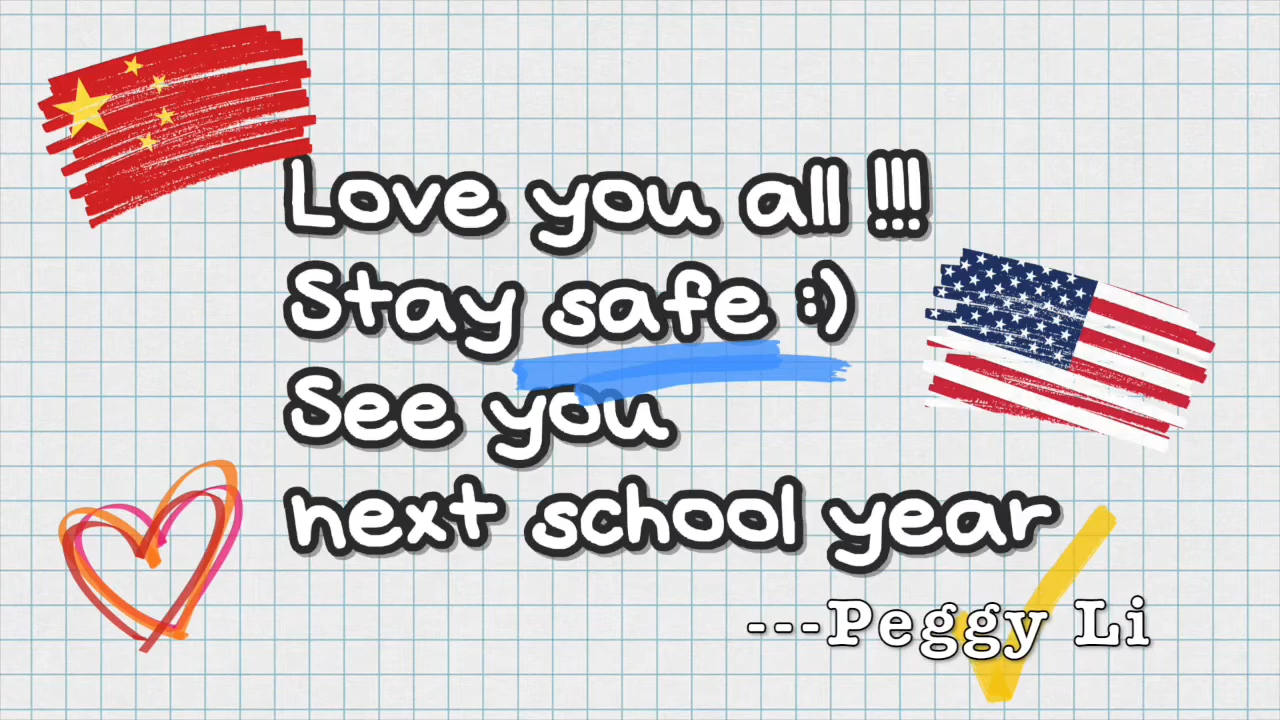 Love you all !!!
Stay safe :)
See you
next school year
---Peggy Li